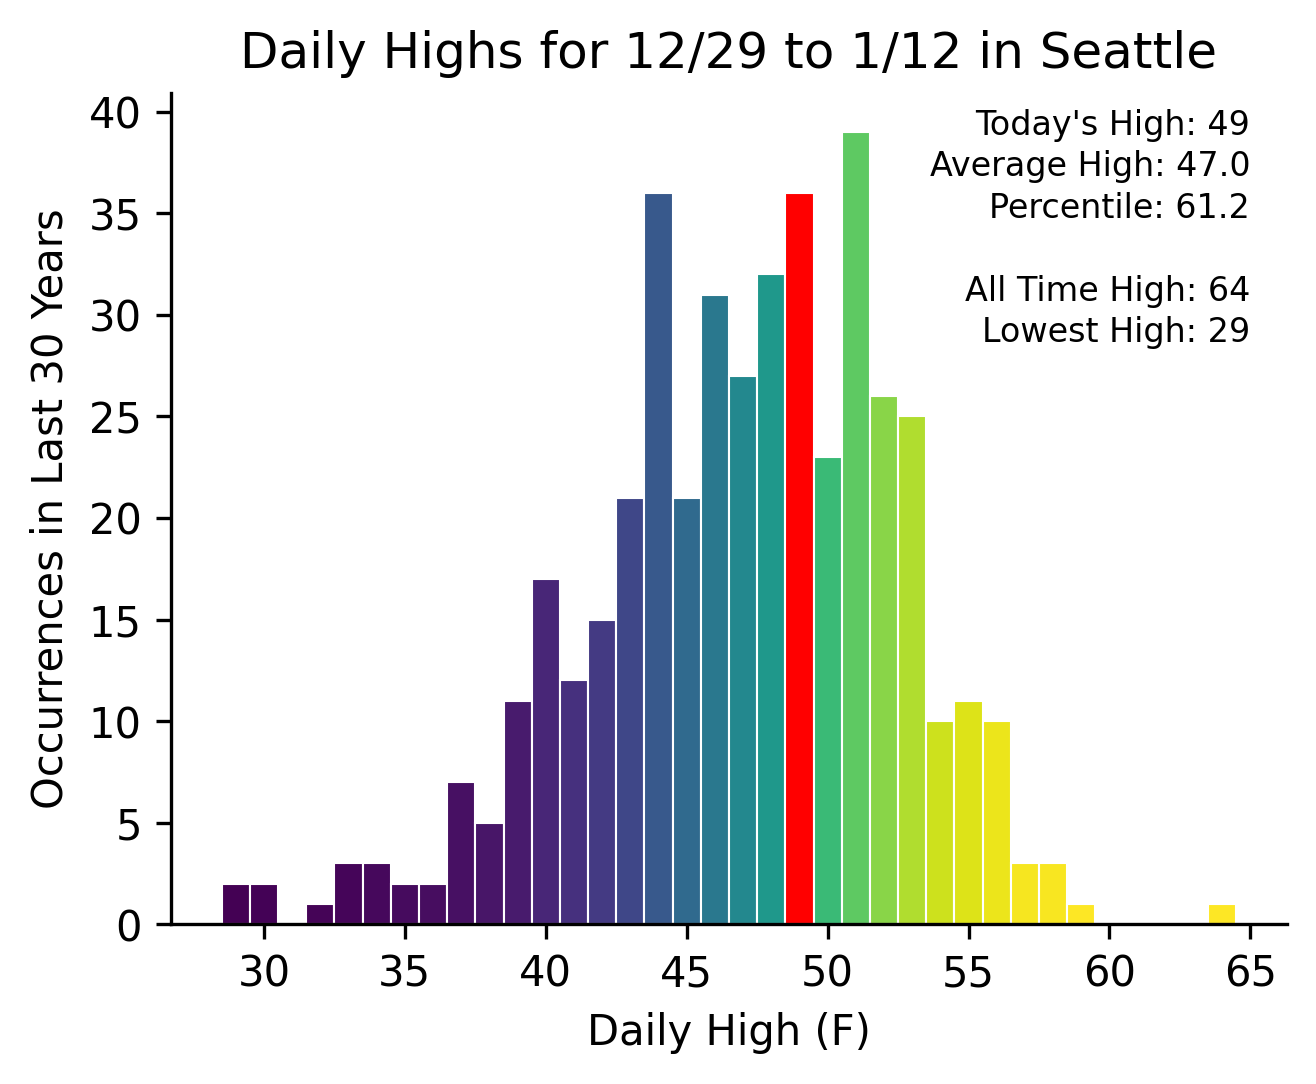 Daily Highs for 12/29 to 1/12 in Seattle
Today's High: 49
Average High: 47.0
Percentile: 61.2
All Time High: 64
Lowest High: 29
Occurrences in Last 30 Years
40
35
30
25
20
15
10
5
0
30 35 40 45 50 55 60 65
Daily High (F)